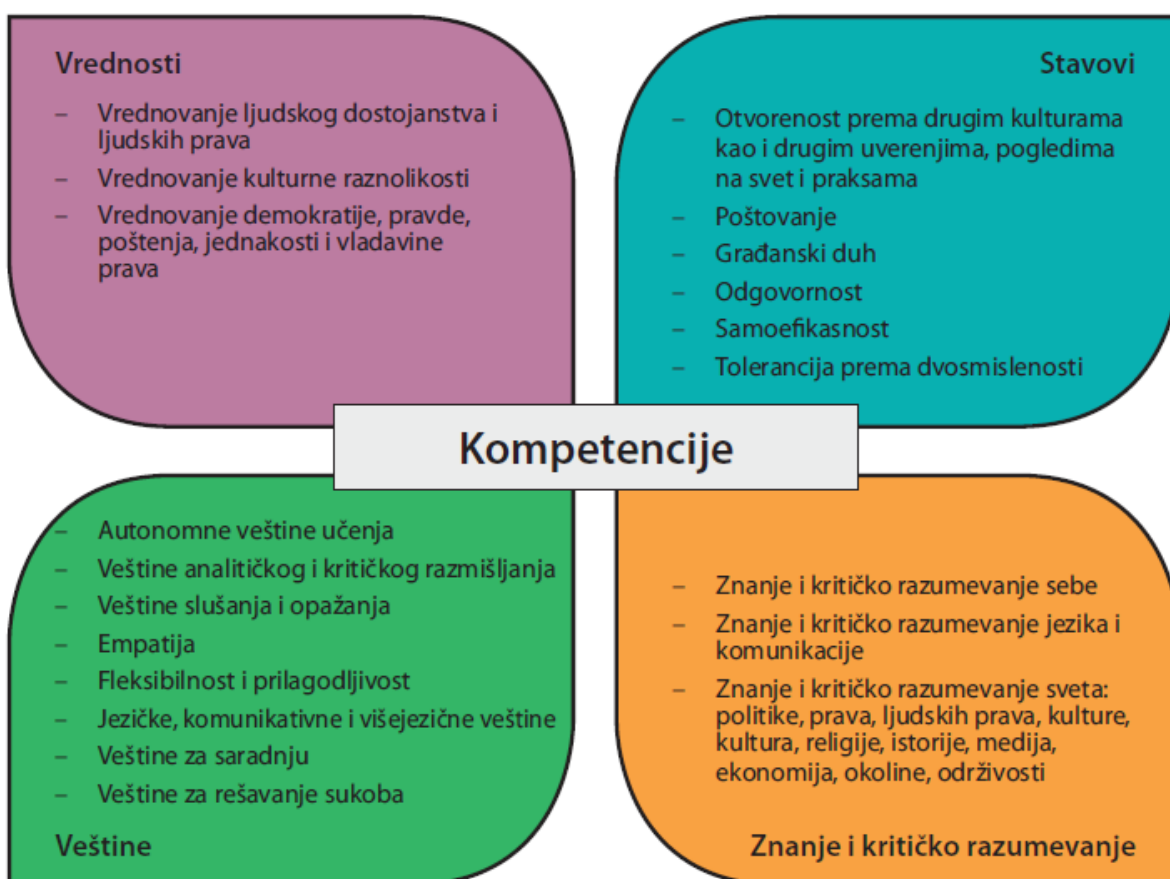 Vrednosti
– Vrednovanje ljudskog dostojanstva i
ljudskih prava
– Vrednovanje kulturne raznolikosti
– Vrednovanje demokratije, pravde,
poštenja, jednakosti i vladavine
prava
Stavovi
– Otvorenost prema drugim kulturama
kao i drugim uverenjima, pogledima
na svet i praksama
– Poštovanje
– Građanski duh
– Odgovornost
– Samoefikasnost
– Tolerancija prema dvosmislenosti
Kompetencije
– Autonomne veštine učenja
– Veštine analitičkog i kritičkog razmišljanja
– Veštine slušanja i opažanja
– Empatija
– Fleksibilnost i prilagodljivost
– Jezičke, komunikativne i višejezične veštine
– Veštine za saradnju
– Veštine za rešavanje sukoba
Veštine
– Znanje i kritičko razumevanje sebe
– Znanje i kritičko razumevanje jezika i
komunikacije
– Znanje i kritičko razumevanje sveta:
politike, prava, ljudskih prava, kulture,
kultura, religije, istorije, medija,
ekonomija, okoline, održivosti
Znanje i kritičko razumevanje